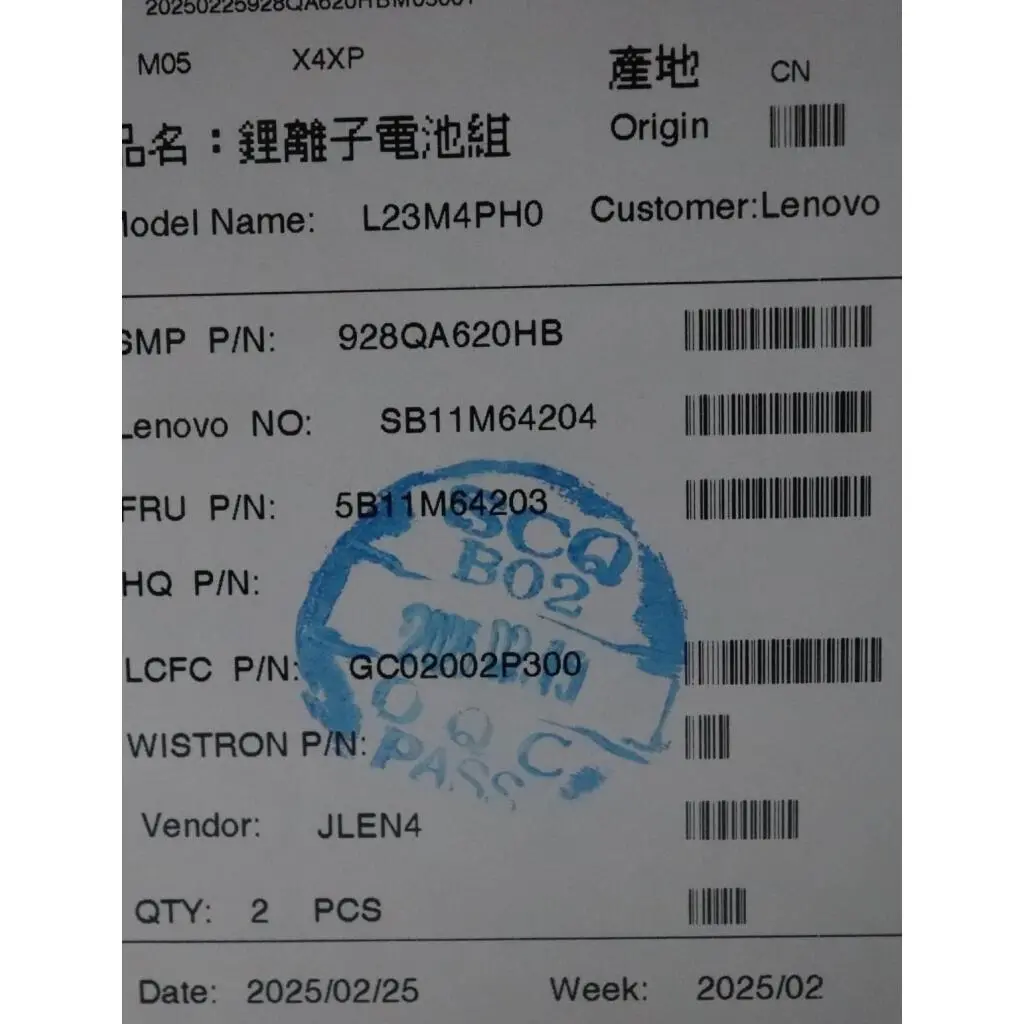 M05 X4XP 產地 CN
品名：鋰離子電池組 Origin
Model Name: L23M4PH0 Customer:Lenovo
SMP P/N: 928QA620HB
Lenovo NO: SB11M64204
FRU P/N: 5B11M64203
SCQ
B02
HQ P/N:
LCFC P/N: GC02002P300
OQC
WISTRON P/N:
PASS
Vendor: JLEN4
QTY: 2 PCS
Date: 2025/02/25 Week: 2025/02